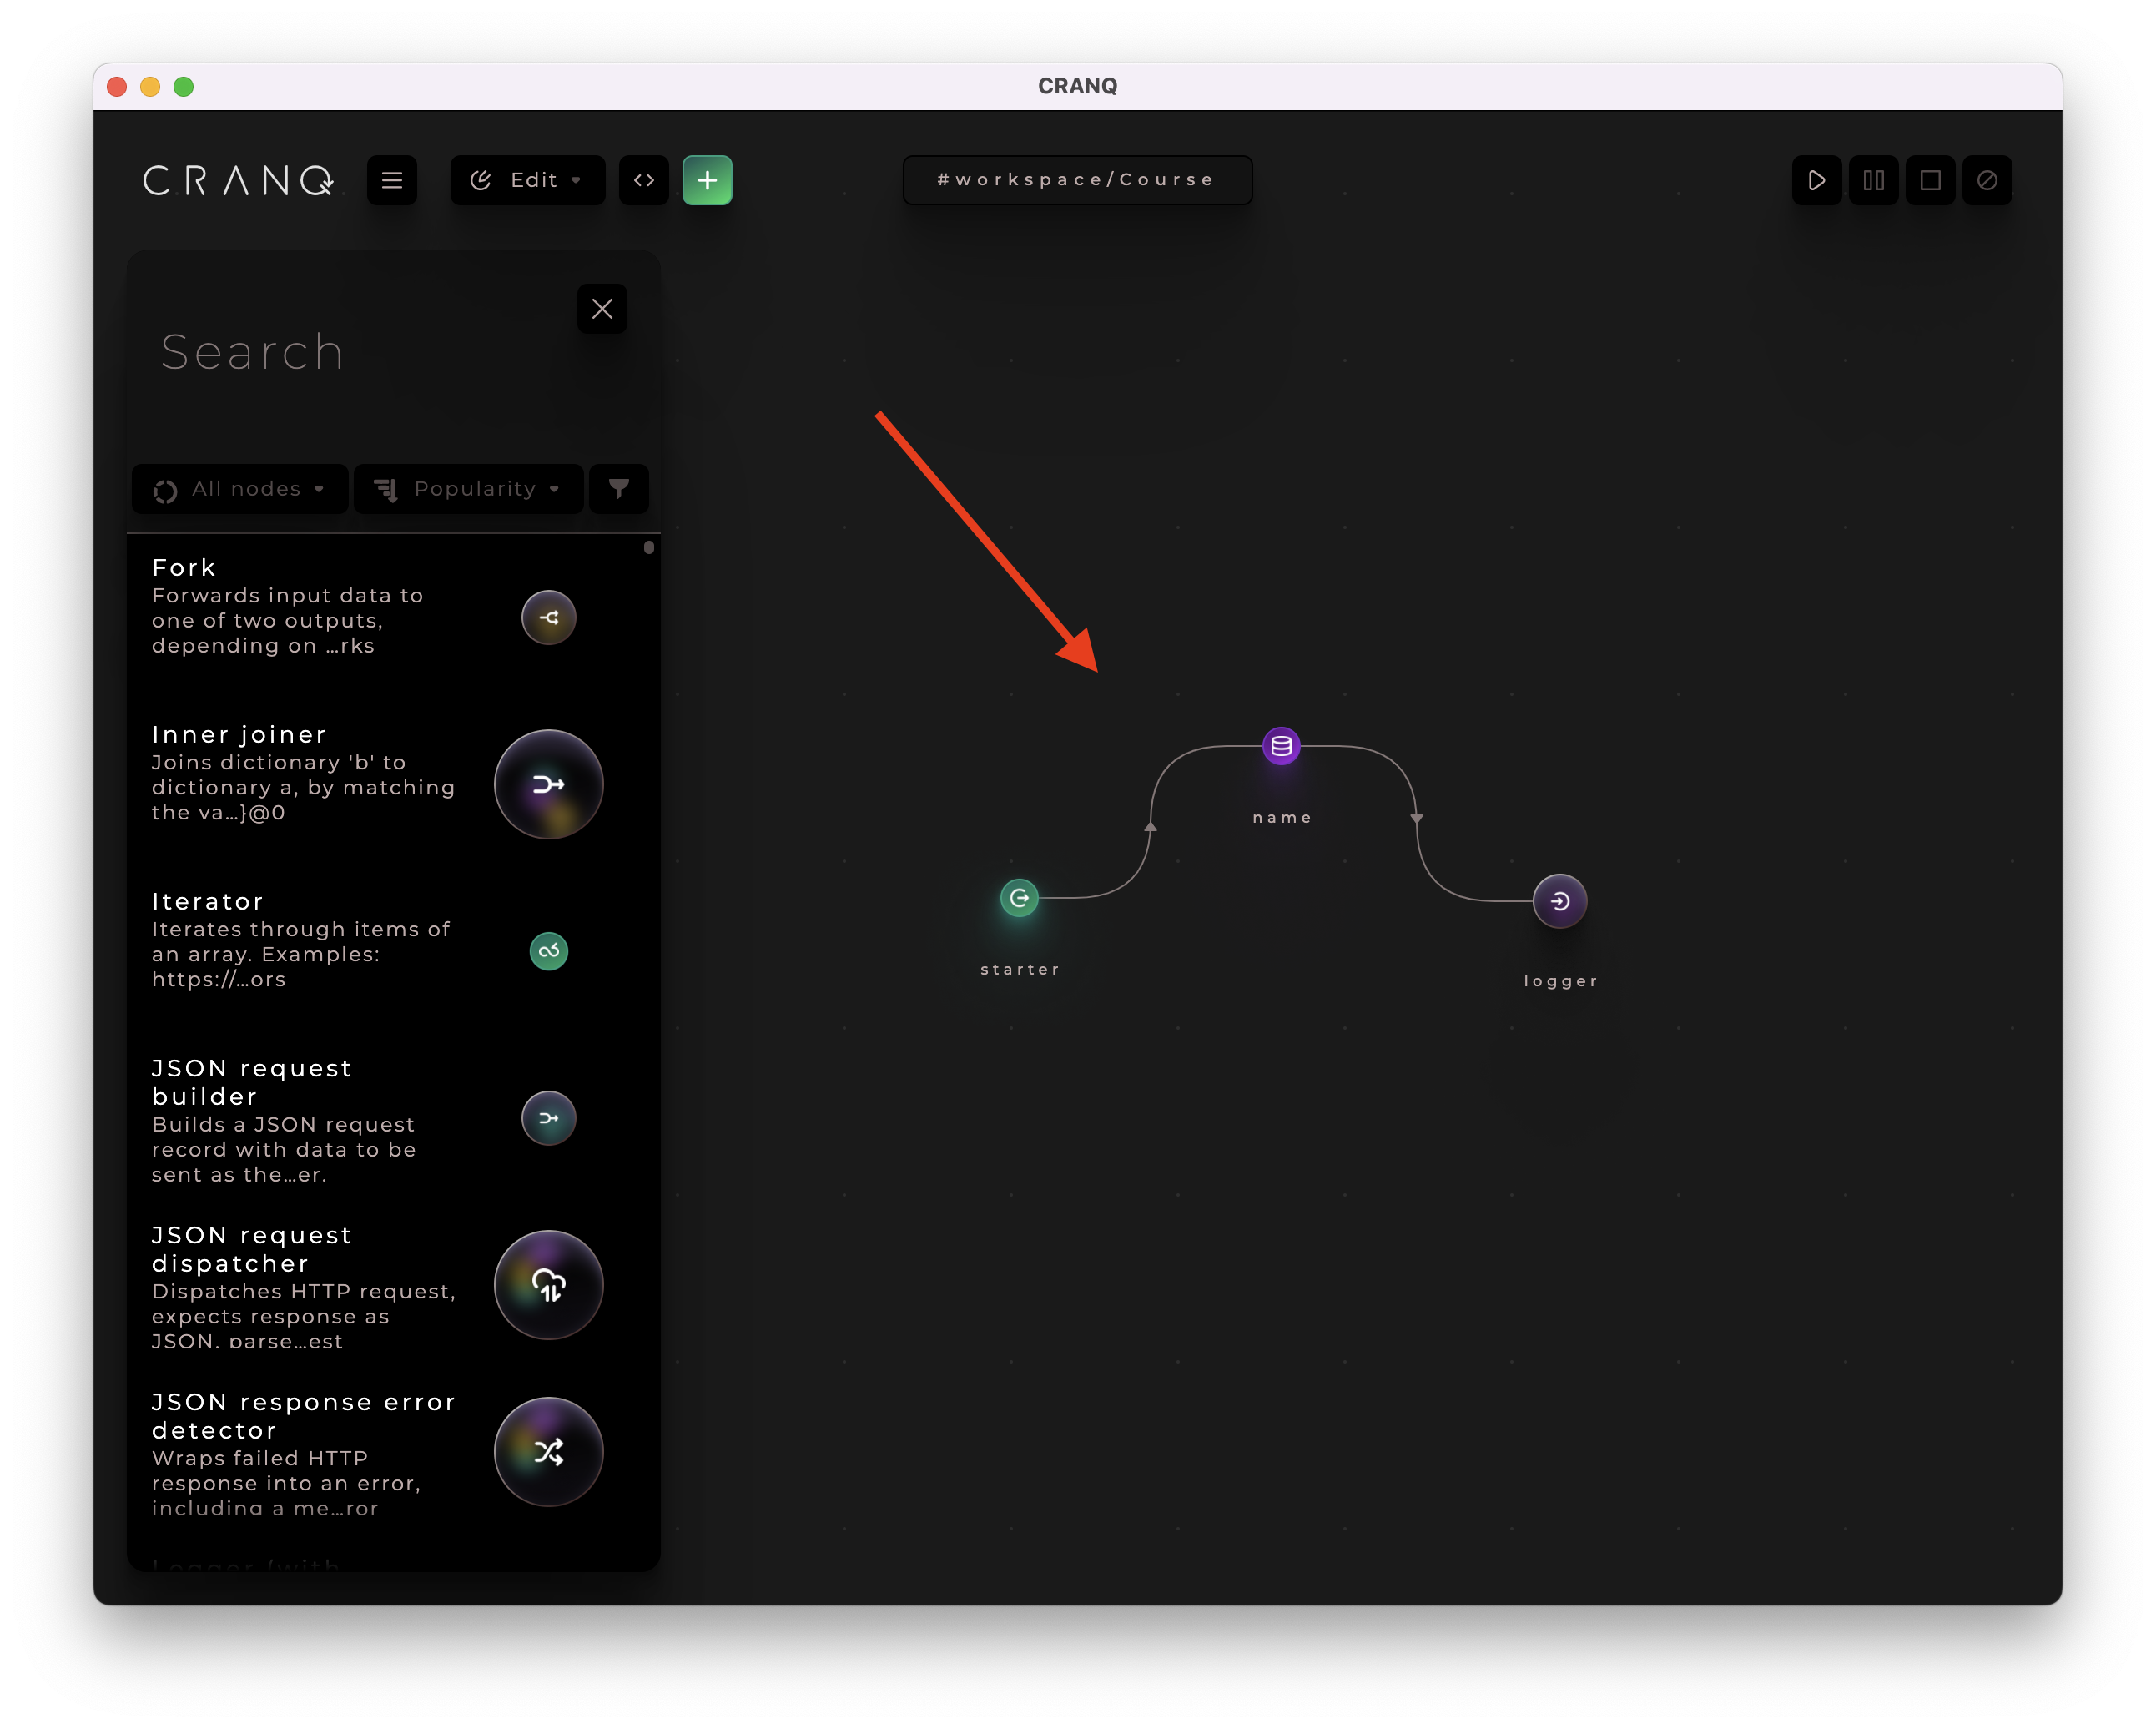 CRANQ
CRANQ
Edit
#workspace/Course
Search
All nodes
Popularity
Fork
Forwards input data to
one of two outputs,
depending on ...rks
Inner joiner
Joins dictionary 'b' to
dictionary a, by matching
the va...}@0
Iterator
Iterates through items of
an array. Examples:
https://...ors
JSON request
builder
Builds a JSON request
record with data to be
sent as the...er.
JSON request
dispatcher
Dispatches HTTP request,
expects response as
JSON, parse...est
JSON response error
detector
Wraps failed HTTP
response into an error,
including a me...ror
Logger (with
name
starter
logger